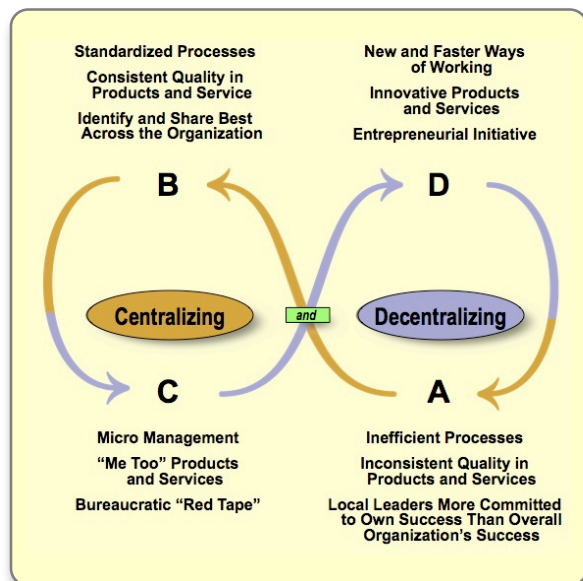 Standardized Processes
Consistent Quality in
Products and Service
Identify and Share Best
Across the Organization
B
New and Faster Ways
of Working
Innovative Products
and Services
Entrepreneurial Initiative
D
Centralizing
and
Decentralizing
C
Micro Management
“Me Too” Products
and Services
Bureaucratic “Red Tape”
A
Inefficient Processes
Inconsistent Quality in
Products and Services
Local Leaders More Committed
to Own Success Than Overall
Organization’s Success